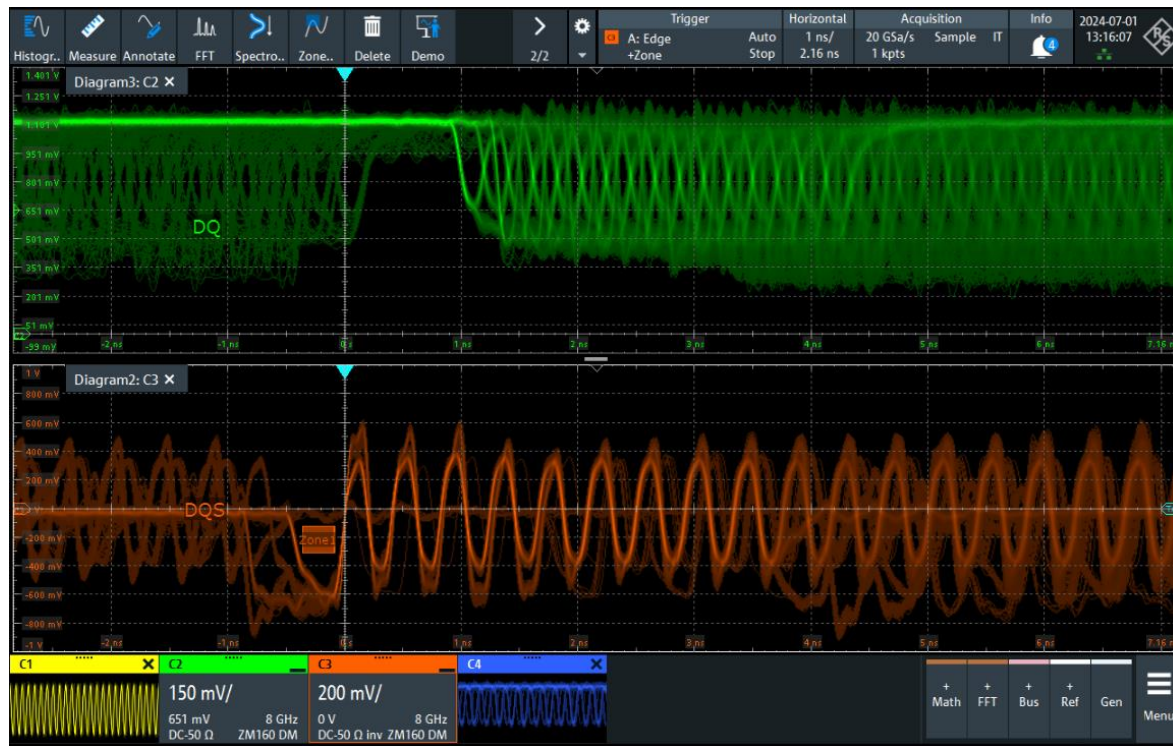 Histogr.. Measure Annotate FFT Spectro.. Zone.. Delete Demo 2/2
Trigger
A: Edge Auto
+Zone Stop
Horizontal
1 ns/
2.16 ns
Acquisition
20 GSa/s Sample IT
1 kpts
Info
4
2024-07-01
13:16:07
Diagram3: C2 ×
1.401 V
1.251 V
1.101 V
951 mV
801 mV
651 mV
501 mV
351 mV
201 mV
51 mV
-99 mV
DQ
-2 ns -1 ns 0 s 1 ns 2 ns 3 ns 4 ns 5 ns 6 ns
Diagram2: C3 ×
1 V
800 mV
600 mV
400 mV
200 mV
0 V
-200 mV
-400 mV
-600 mV
-800 mV
-1 V
DQS
Zone1
-2 ns -1 ns 0 s 1 ns 2 ns 3 ns 4 ns 5 ns 6 ns
C1
C2
150 mV/
651 mV 8 GHz
DC-50 Ω ZM160 DM
C3
200 mV/
0 V 8 GHz
DC-50 Ω inv ZM160 DM
C4
+ Math
+ FFT
+ Bus
+ Ref
Gen
Menu